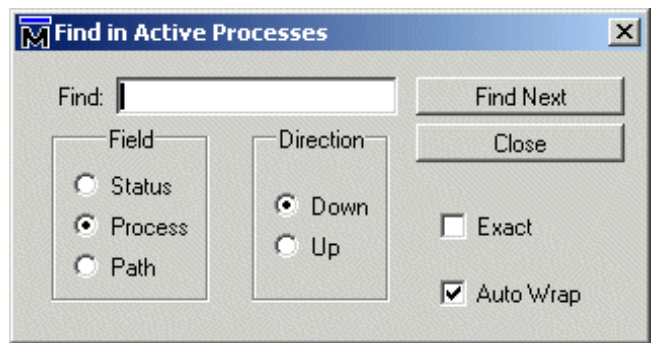 M Find in Active Processes
Find:
Find Next
Close
Field
Status
Process
Path
Direction
Down
Up
Exact
Auto Wrap